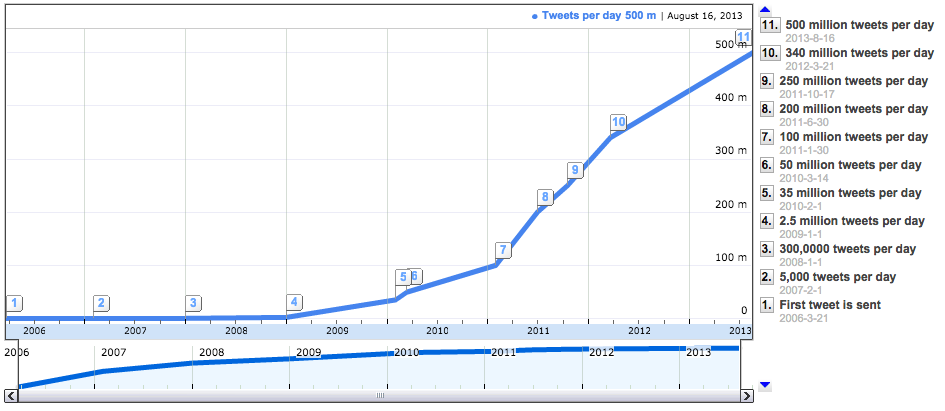 Tweets per day 500 m | August 16, 2013
500 m
400 m
300 m
200 m
100 m
0
1
2
3
4
5
6
7
8
9
10
11
2006 2007 2008 2009 2010 2011 2012 2013
2006 2007 2008 2009 2010 2011 2012 2013
11. 500 million tweets per day
2013-8-16
10. 340 million tweets per day
2012-3-21
9. 250 million tweets per day
2011-10-17
8. 200 million tweets per day
2011-6-30
7. 100 million tweets per day
2011-1-30
6. 50 million tweets per day
2010-3-14
5. 35 million tweets per day
2010-2-1
4. 2.5 million tweets per day
2009-1-1
3. 300,0000 tweets per day
2008-1-1
2. 5,000 tweets per day
2007-2-1
1. First tweet is sent
2006-3-21